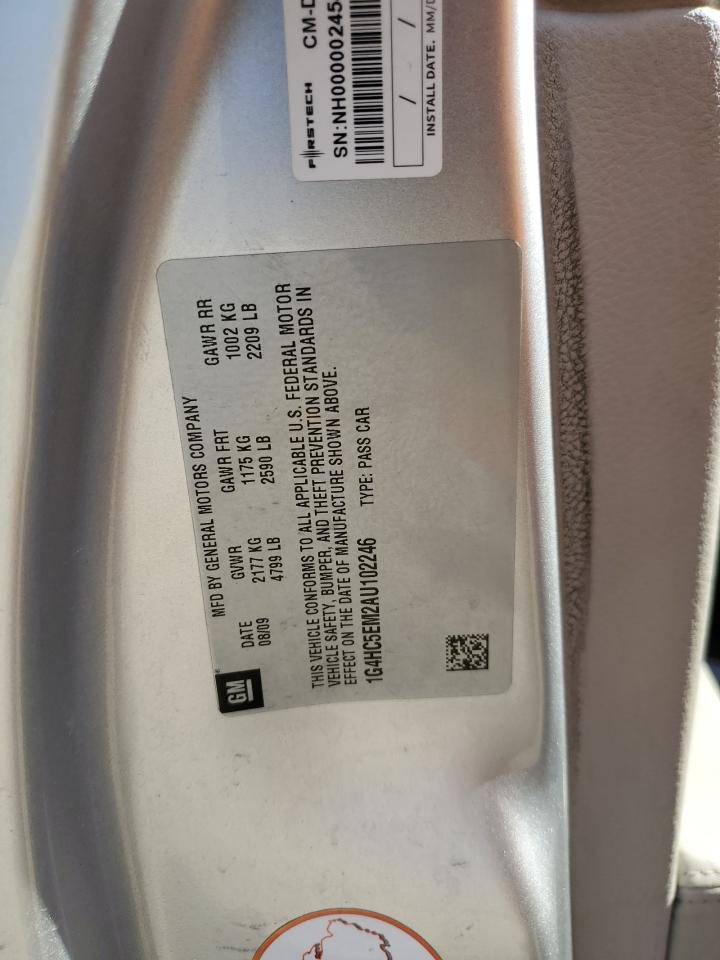 FIRSTECH CM-D
SN:NH00000245
/ /
INSTALL DATE. MM/D
GM
MFD BY GENERAL MOTORS COMPANY
DATE GVWR GAWR FRT GAWR RR
08/09 2177 KG 1175 KG 1002 KG
4799 LB 2590 LB 2209 LB
THIS VEHICLE CONFORMS TO ALL APPLICABLE U.S. FEDERAL MOTOR
VEHICLE SAFETY, BUMPER, AND THEFT PREVENTION STANDARDS IN
EFFECT ON THE DATE OF MANUFACTURE SHOWN ABOVE.
1G4HC5EM2AU102246 TYPE: PASS CAR